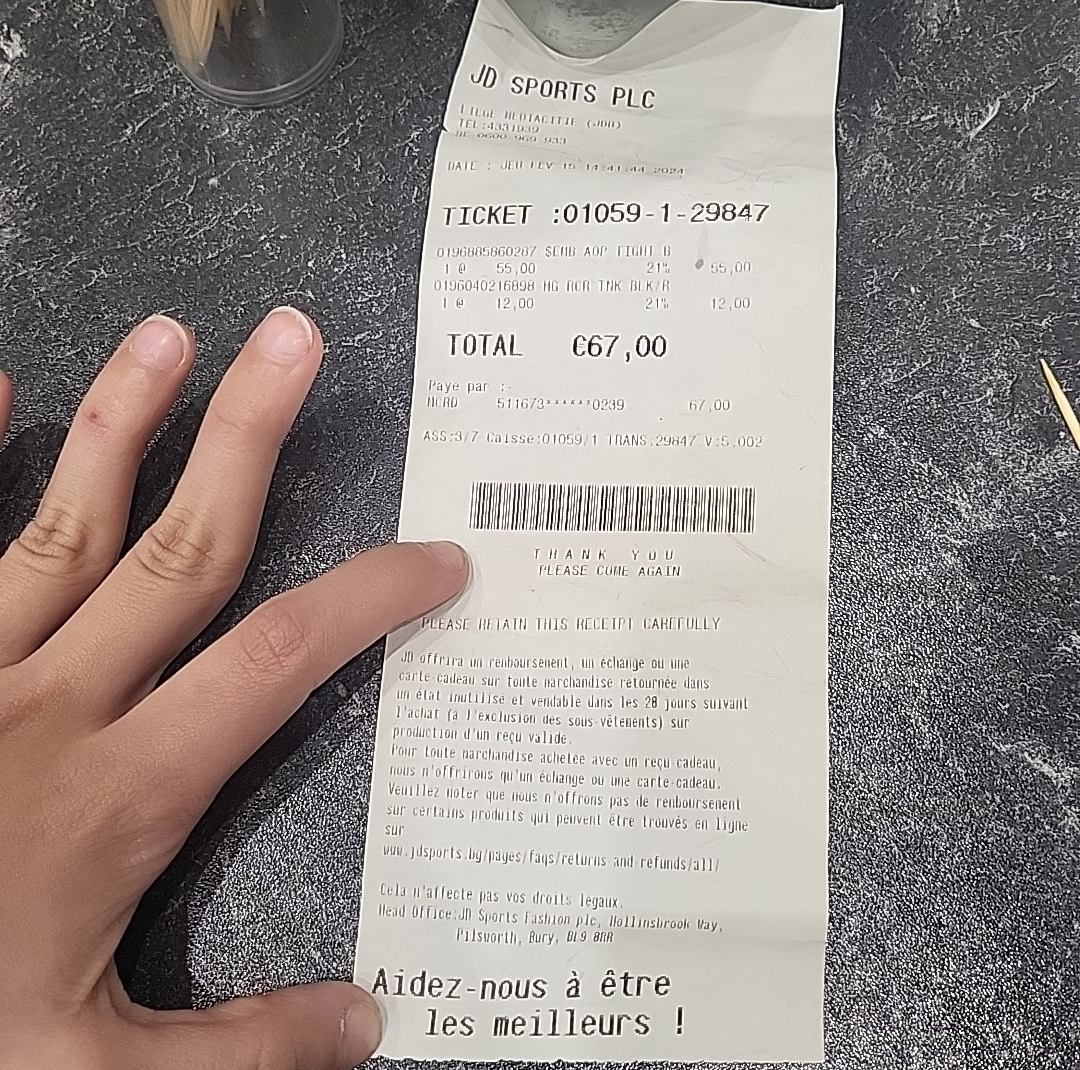 JD SPORTS PLC
LIEGE MEDIACITIE (JDB)
TEL:4331939
BE 0600 969 933
DATE : JEU FEV 15 14:41:44 2024
TICKET :01059-1-29847
0196885860287 SEMB AOP TIGHT B
1 @ 55,00 21% 55,00
0196040216898 HG RCR TNK BLK/R
1 @ 12,00 21% 12,00
TOTAL €67,00
Paye par :-
MCRD 511673******0239 67,00
ASS:3/7 Caisse:01059/1 TRANS:29847 V:5.002
THANK YOU
PLEASE COME AGAIN
PLEASE RETAIN THIS RECEIPT CAREFULLY
JD offrira un remboursement, un échange ou une
carte-cadeau sur toute marchandise retournée dans
un état inutilisé et vendable dans les 28 jours suivant
l'achat (à l'exclusion des sous-vêtements) sur
production d'un reçu valide.
Pour toute marchandise achetée avec un reçu-cadeau,
nous n'offrirons qu'un échange ou une carte-cadeau.
Veuillez noter que nous n'offrons pas de remboursement
sur certains produits qui peuvent être trouvés en ligne
sur
www.jdsports.bg/pages/faqs/returns-and-refunds/all/
Cela n'affecte pas vos droits légaux.
Head Office:JD Sports Fashion plc, Hollinsbrook Way,
Pilsworth, Bury, BL9 8RR
Aidez-nous à être
les meilleurs !